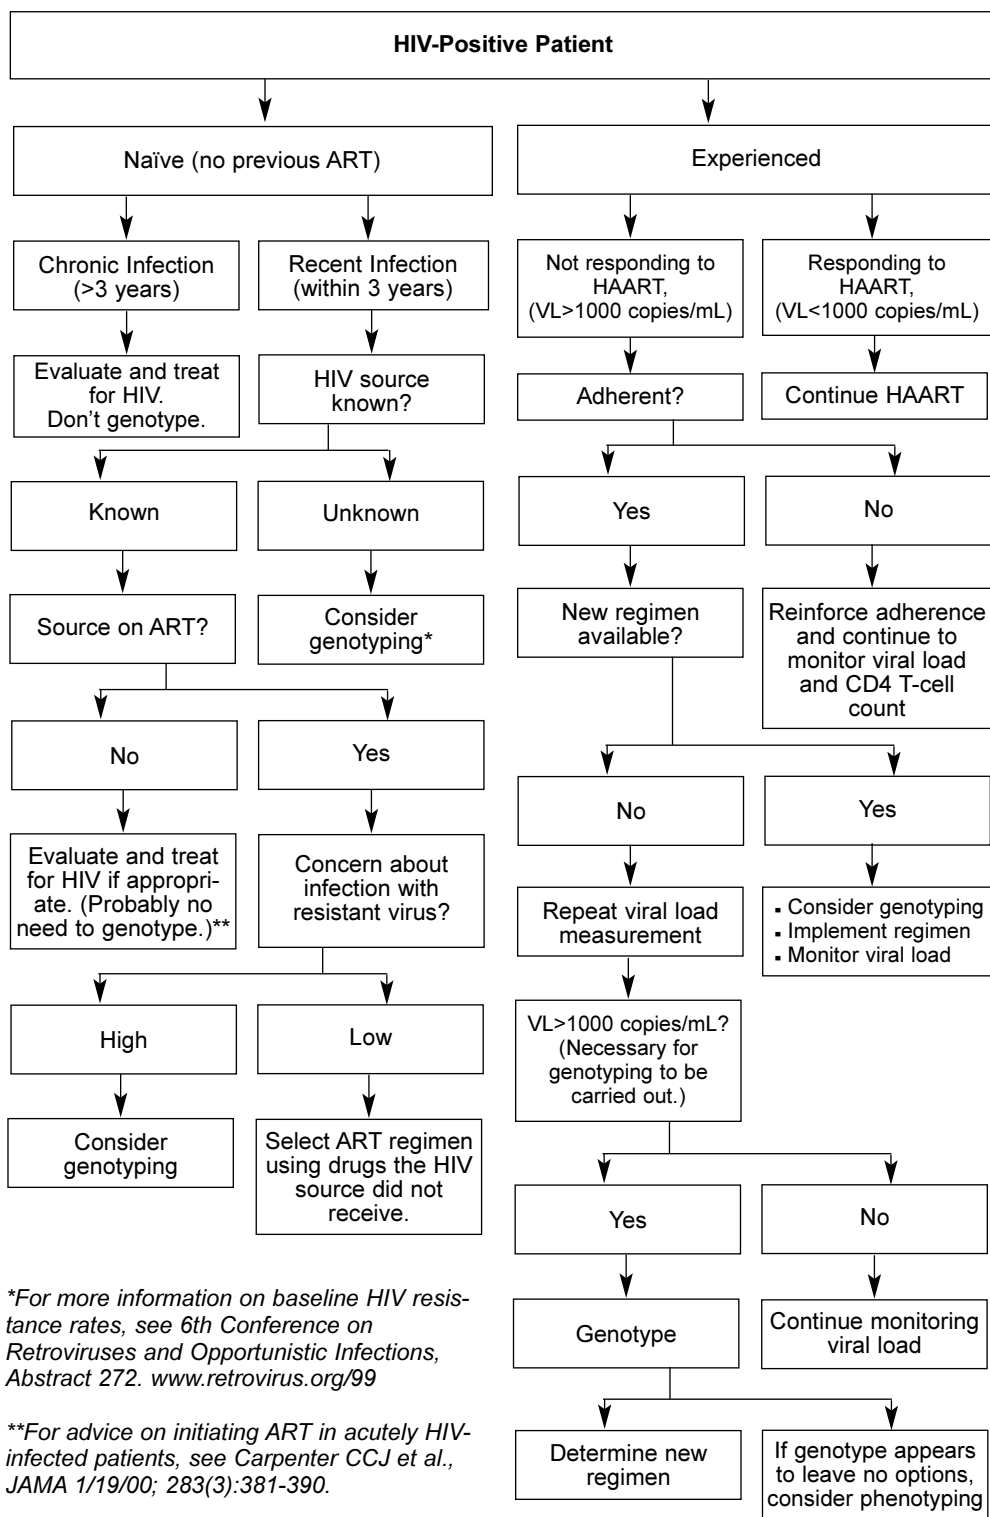 HIV-Positive Patient
Naïve (no previous ART)
Experienced
Chronic Infection
(>3 years)
Recent Infection
(within 3 years)
Not responding to
HAART,
(VL>1000 copies/mL)
Responding to
HAART,
(VL<1000 copies/mL)
Evaluate and treat
for HIV.
Don't genotype.
HIV source
known?
Adherent?
Continue HAART
Known
Unknown
Yes
No
Source on ART?
Consider
genotyping*
New regimen
available?
Reinforce adherence
and continue to
monitor viral load
and CD4 T-cell
count
No
Yes
No
Yes
Evaluate and treat
for HIV if appropri-
ate. (Probably no
need to genotype.)**
Concern about
infection with
resistant virus?
Repeat viral load
measurement
▪ Consider genotyping
▪ Implement regimen
▪ Monitor viral load
High
Low
VL>1000 copies/mL?
(Necessary for
genotyping to be
carried out.)
Consider
genotyping
Select ART regimen
using drugs the HIV
source did not
receive.
Yes
No
Genotype
Continue monitoring
viral load
Determine new
regimen
If genotype appears
to leave no options,
consider phenotyping
*For more information on baseline HIV resis-
tance rates, see 6th Conference on
Retroviruses and Opportunistic Infections,
Abstract 272. www.retrovirus.org/99
**For advice on initiating ART in acutely HIV-
infected patients, see Carpenter CCJ et al.,
JAMA 1/19/00; 283(3):381-390.